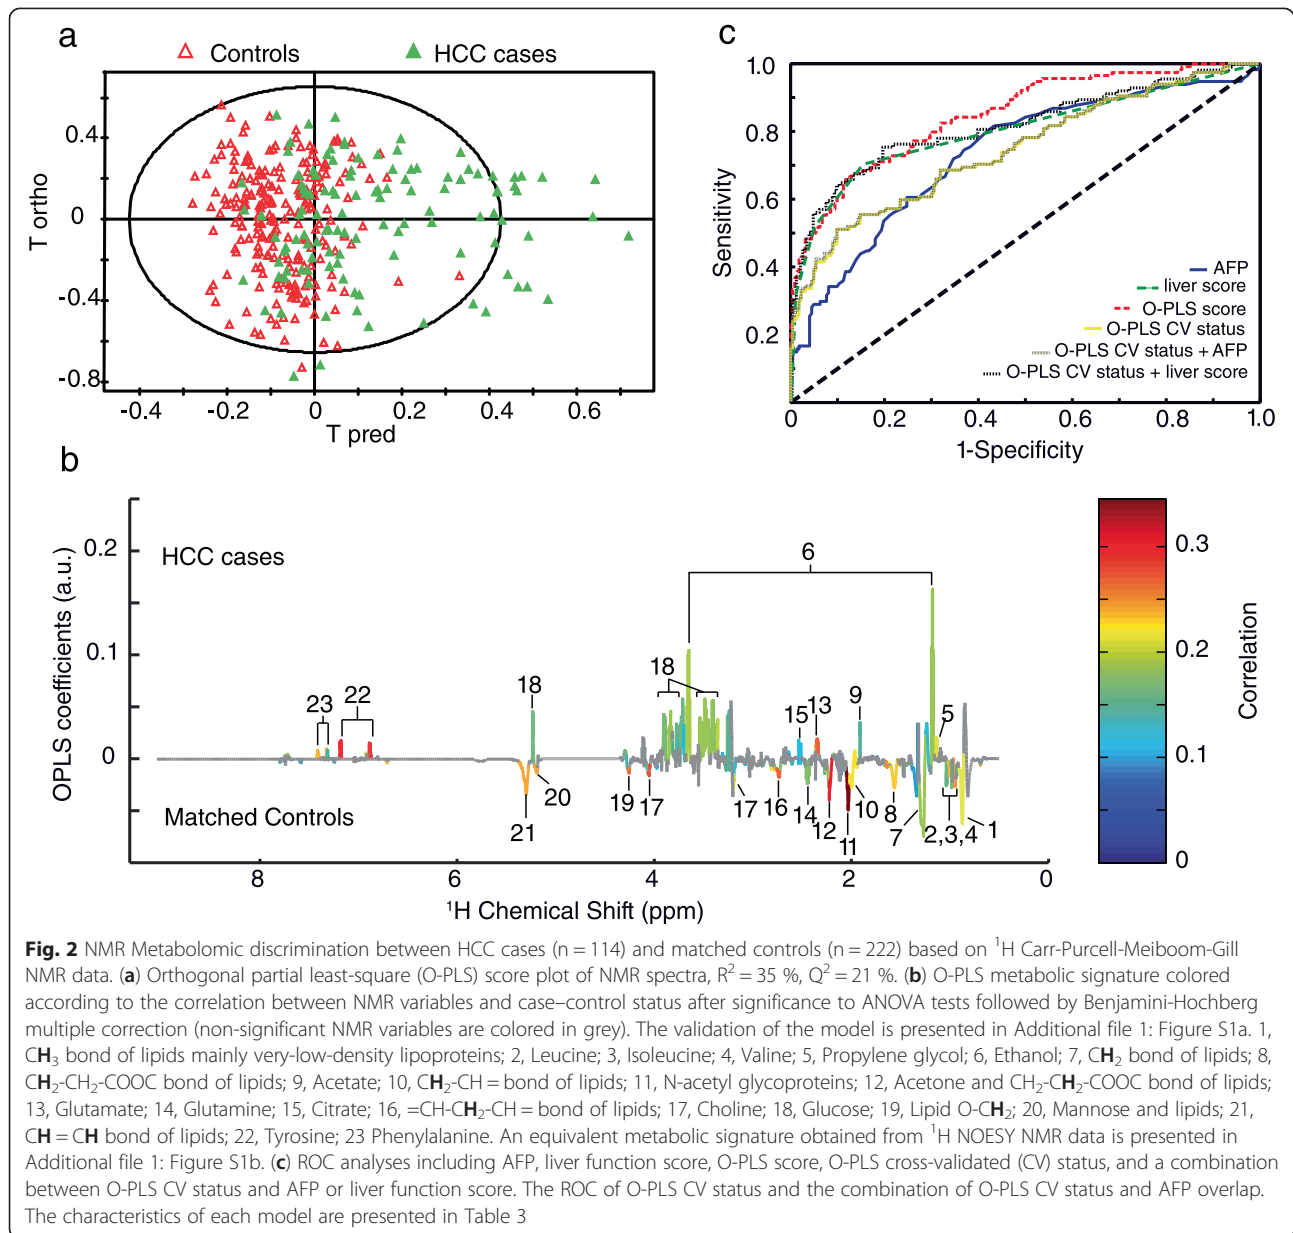 a
Controls
HCC cases
T ortho
0.4
0
-0.4
-0.8
-0.4
-0.2
0
0.2
0.4
0.6
T pred
c
Sensitivity
1.0
0.8
0.6
0.4
0.2
0
0.2
0.4
0.6
0.8
1.0
1-Specificity
AFP
liver score
O-PLS score
O-PLS CV status
O-PLS CV status + AFP
O-PLS CV status + liver score
b
OPLS coefficients (a.u.)
0.2
0.1
0
HCC cases
Matched Controls
6
18
18
23
22
15
13
9
5
21
20
19
17
17
16
14
12
11
10
8
7
2,3,4
1
8
6
4
2
0
¹H Chemical Shift (ppm)
0.3
0.2
0.1
0
Correlation
Fig. 2 NMR Metabolomic discrimination between HCC cases (n = 114) and matched controls (n = 222) based on ¹H Carr-Purcell-Meiboom-Gill
NMR data. (a) Orthogonal partial least-square (O-PLS) score plot of NMR spectra, R² = 35 %, Q² = 21 %. (b) O-PLS metabolic signature colored
according to the correlation between NMR variables and case–control status after significance to ANOVA tests followed by Benjamini-Hochberg
multiple correction (non-significant NMR variables are colored in grey). The validation of the model is presented in Additional file 1: Figure S1a. 1,
CH₃ bond of lipids mainly very-low-density lipoproteins; 2, Leucine; 3, Isoleucine; 4, Valine; 5, Propylene glycol; 6, Ethanol; 7, CH₂ bond of lipids; 8,
CH₂-CH₂-COOC bond of lipids; 9, Acetate; 10, CH₂-CH = bond of lipids; 11, N-acetyl glycoproteins; 12, Acetone and CH₂-CH₂-COOC bond of lipids;
13, Glutamate; 14, Glutamine; 15, Citrate; 16, =CH-CH₂-CH = bond of lipids; 17, Choline; 18, Glucose; 19, Lipid O-CH₂; 20, Mannose and lipids; 21,
CH = CH bond of lipids; 22, Tyrosine; 23 Phenylalanine. An equivalent metabolic signature obtained from ¹H NOESY NMR data is presented in
Additional file 1: Figure S1b. (c) ROC analyses including AFP, liver function score, O-PLS score, O-PLS cross-validated (CV) status, and a combination
between O-PLS CV status and AFP or liver function score. The ROC of O-PLS CV status and the combination of O-PLS CV status and AFP overlap.
The characteristics of each model are presented in Table 3